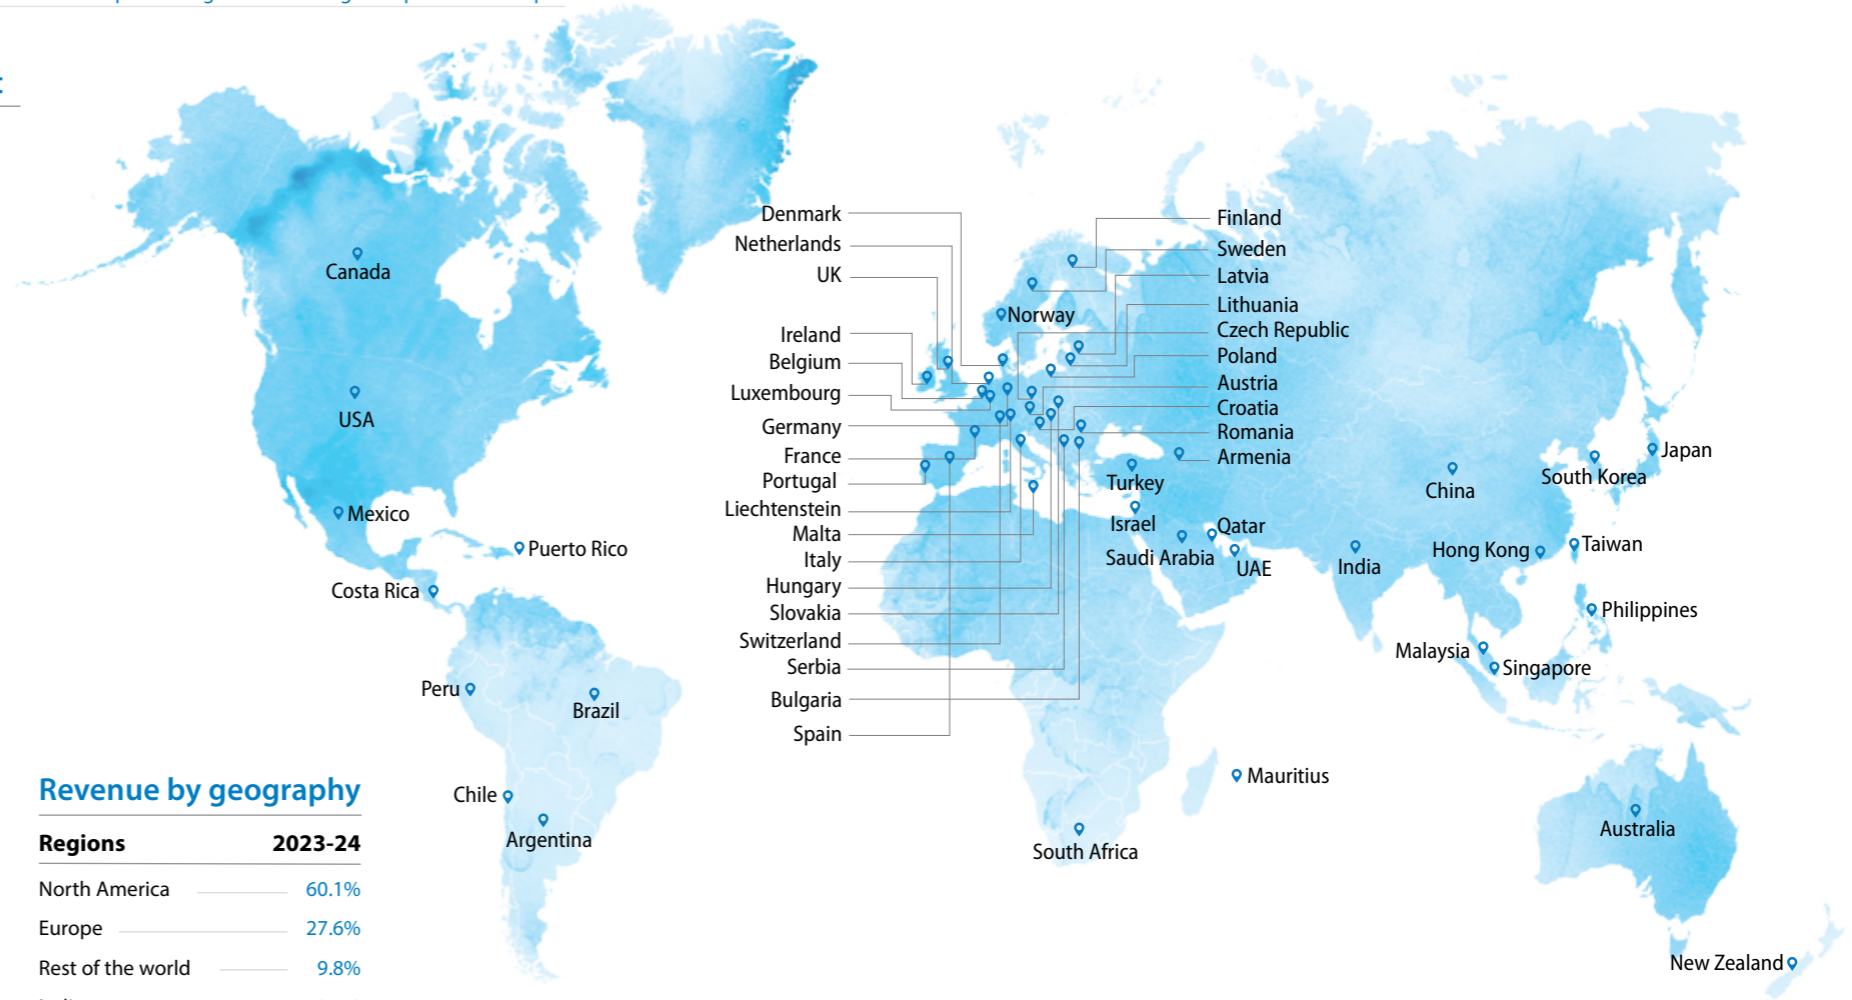 Denmark
Netherlands
UK
Ireland
Belgium
Luxembourg
Germany
France
Portugal
Liechtenstein
Malta
Italy
Hungary
Slovakia
Switzerland
Serbia
Bulgaria
Spain
Finland
Sweden
Latvia
Lithuania
Czech Republic
Poland
Austria
Croatia
Romania
Armenia
Norway
Canada
USA
Mexico
Puerto Rico
Costa Rica
Peru
Brazil
Chile
Argentina
Turkey
Israel
Qatar
Saudi Arabia
UAE
India
China
South Korea
Japan
Hong Kong
Taiwan
Philippines
Malaysia
Singapore
Mauritius
South Africa
Australia
New Zealand
Revenue by geography
Regions 2023-24
North America 60.1%
Europe 27.6%
Rest of the world 9.8%